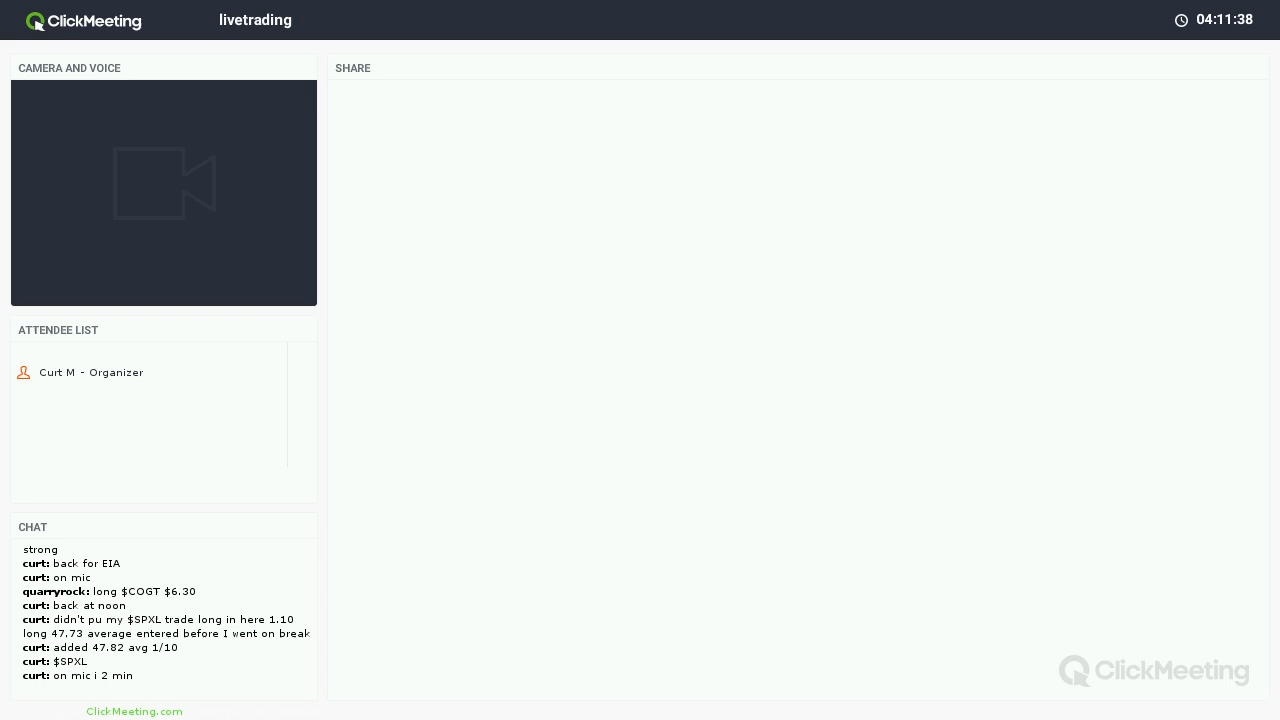 ClickMeeting
livetrading
04:11:38
CAMERA AND VOICE
SHARE
ATTENDEE LIST
Curt M - Organizer
CHAT
strong
curt: back for EIA
curt: on mic
quarryrock: long $COGT $6.30
curt: back at noon
curt: didn't pu my $SPXL trade long in here 1.10
long 47.73 average entered before I went on break
curt: added 47.82 avg 1/10
curt: $SPXL
curt: on mic i 2 min
ClickMeeting
ClickMeeting.com